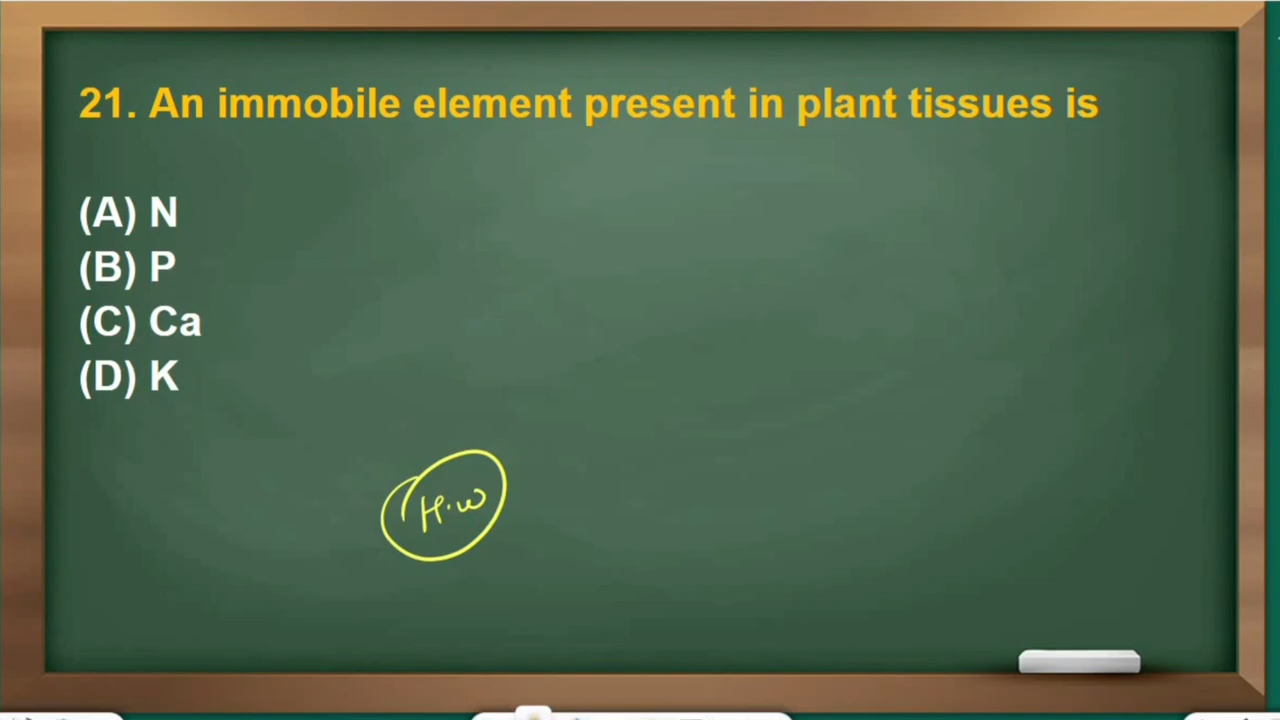 21. An immobile element present in plant tissues is
(A) N
(B) P
(C) Ca
(D) K
H.w